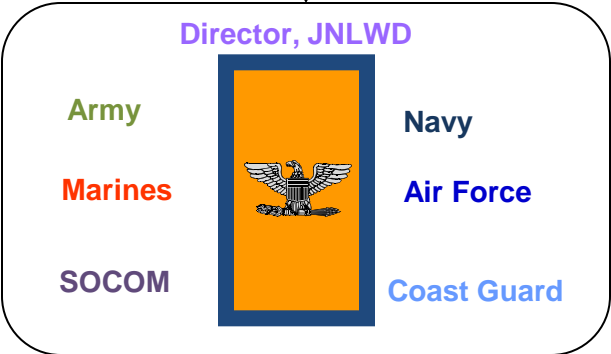 Director, JNLWD
Army
Navy
Marines
Air Force
SOCOM
Coast Guard